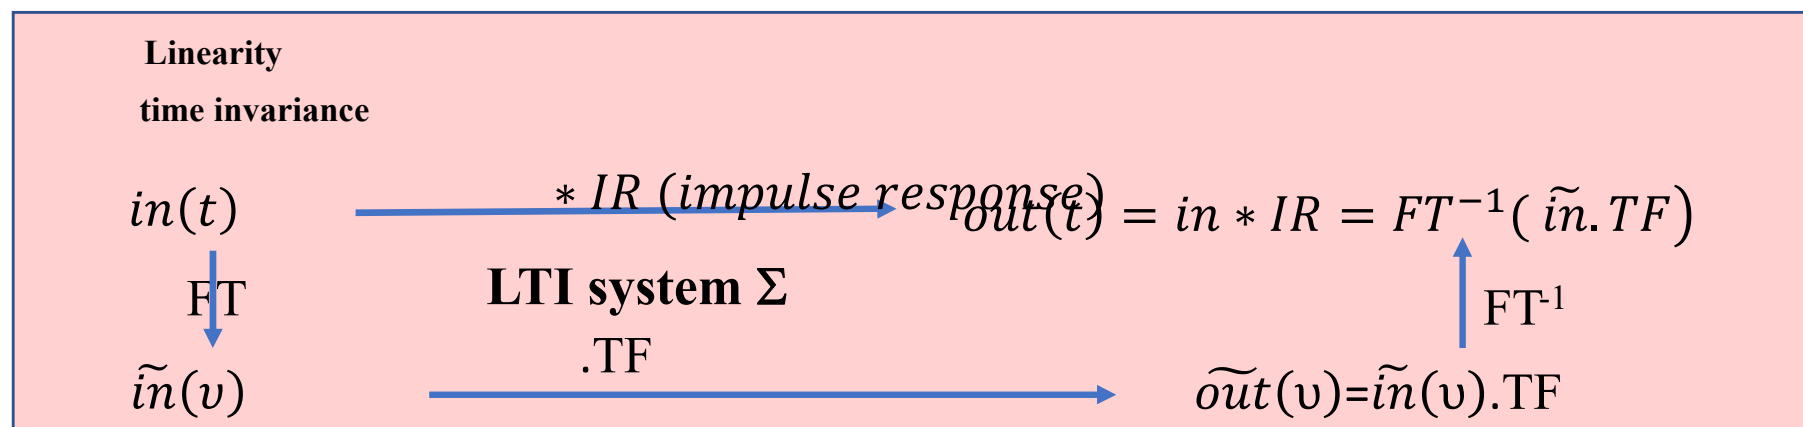 Linearity
time invariance
in(t) * IR (impulse response) out(t) = in * IR = FT⁻¹( ĩn. TF)
FT LTI system Σ FT-1
.TF
ĩn(υ) õut(υ)=ĩn(υ).TF